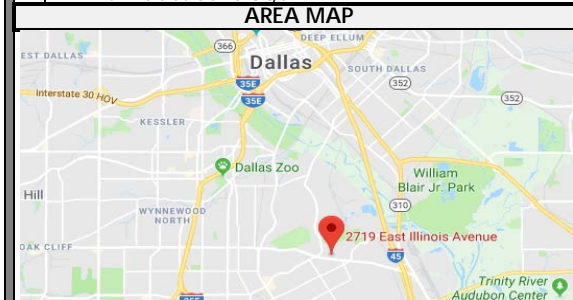 AREA MAP
DEEP ELLUM
366
EST DALLAS
Dallas
SOUTH DALLAS
35E
352
Interstate 30 HOV
35E
352
KESSLER
Dallas Zoo
William
Blair Jr. Park
Hill
WYNNEWOOD
NORTH
310
2719 East Illinois Avenue
OAK CLIFF
45
Trinity River
Audubon Center
35E